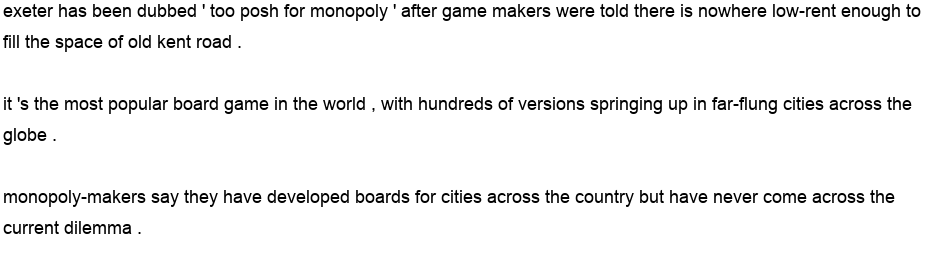 exeter has been dubbed ' too posh for monopoly ' after game makers were told there is nowhere low-rent enough to
fill the space of old kent road .
it 's the most popular board game in the world , with hundreds of versions springing up in far-flung cities across the
globe .
monopoly-makers say they have developed boards for cities across the country but have never come across the
current dilemma .